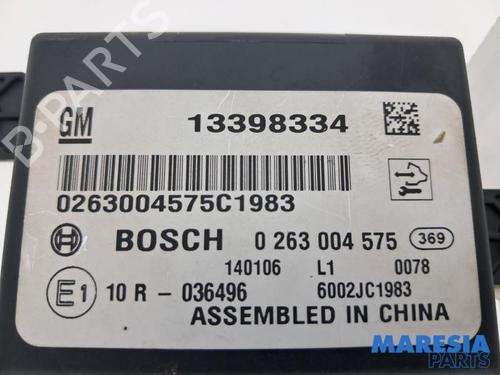 GM 13398334
0263004575C1983
BOSCH 0 263 004 575 369
140106 L1 0078
E1 10 R - 036496 6002JC1983
ASSEMBLED IN CHINA
B-PARTS
MARESIA
PARTS